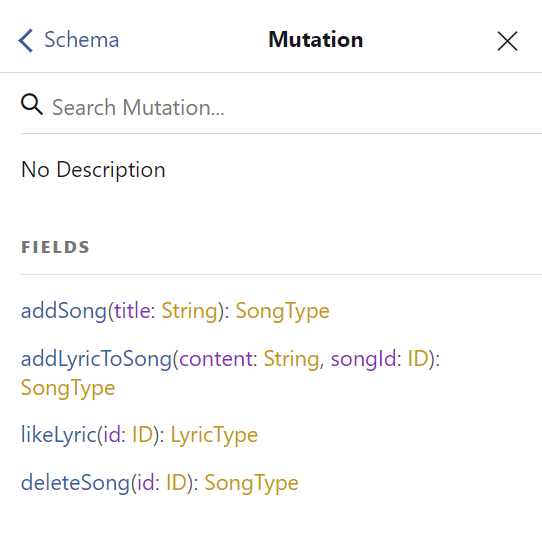 Schema
Mutation
Search Mutation...
No Description
FIELDS
addSong(title: String): SongType
addLyricToSong(content: String, songId: ID):
SongType
likeLyric(id: ID): LyricType
deleteSong(id: ID): SongType